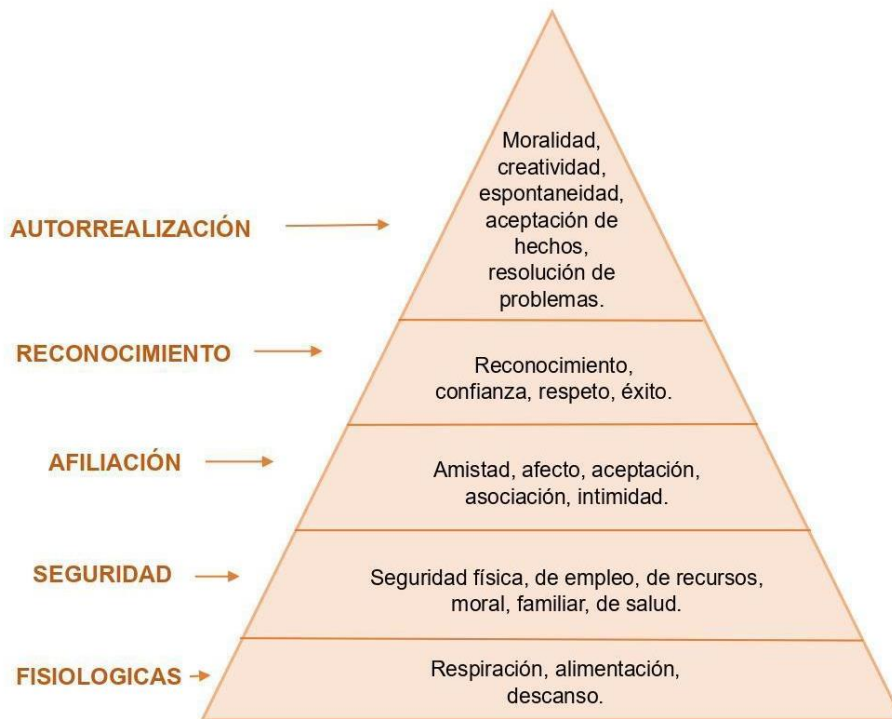 Moralidad,
creatividad,
espontaneidad,
aceptación de
hechos,
resolución de
problemas.
AUTORREALIZACIÓN
RECONOCIMIENTO
Reconocimiento,
confianza, respeto, éxito.
AFILIACIÓN
Amistad, afecto, aceptación,
asociación, intimidad.
SEGURIDAD
Seguridad física, de empleo, de recursos,
moral, familiar, de salud.
FISIOLOGICAS
Respiración, alimentación,
descanso.